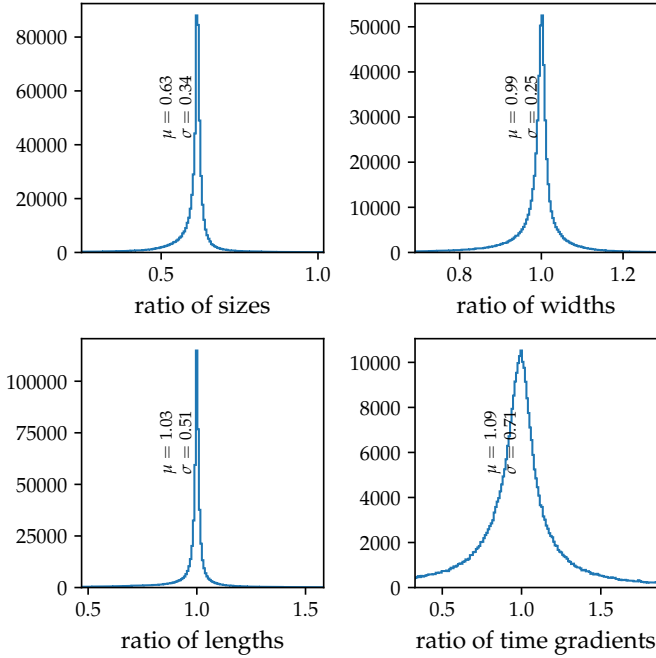 80000
60000
40000
20000
0
μ = 0.63
σ = 0.34
0.5
1.0
ratio of sizes
50000
40000
30000
20000
10000
0
μ = 0.99
σ = 0.25
0.8
1.0
1.2
ratio of widths
100000
75000
50000
25000
0
μ = 1.03
σ = 0.51
0.5
1.0
1.5
ratio of lengths
10000
8000
6000
4000
2000
0
μ = 1.09
σ = 0.71
0.5
1.0
1.5
ratio of time gradients